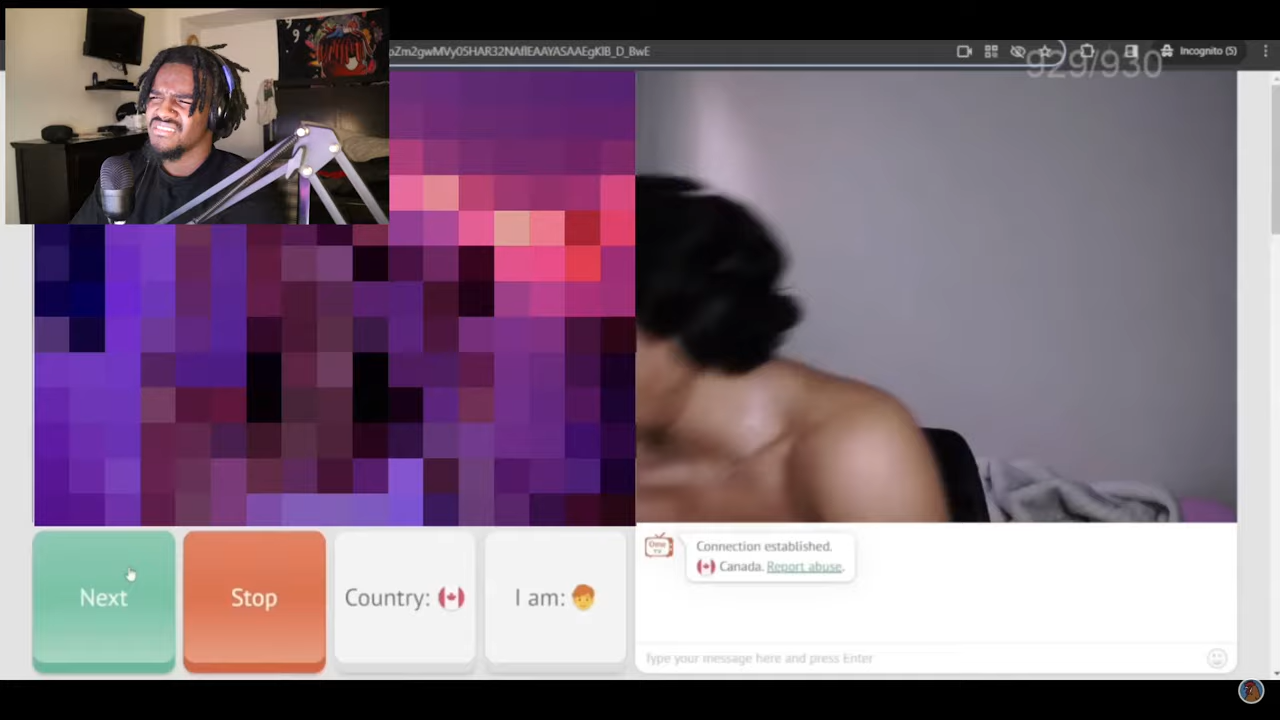 Incognito (5)
929/930
Connection established.
Canada. Report abuse.
Next
Stop
Country:
I am:
Type your message here and press Enter